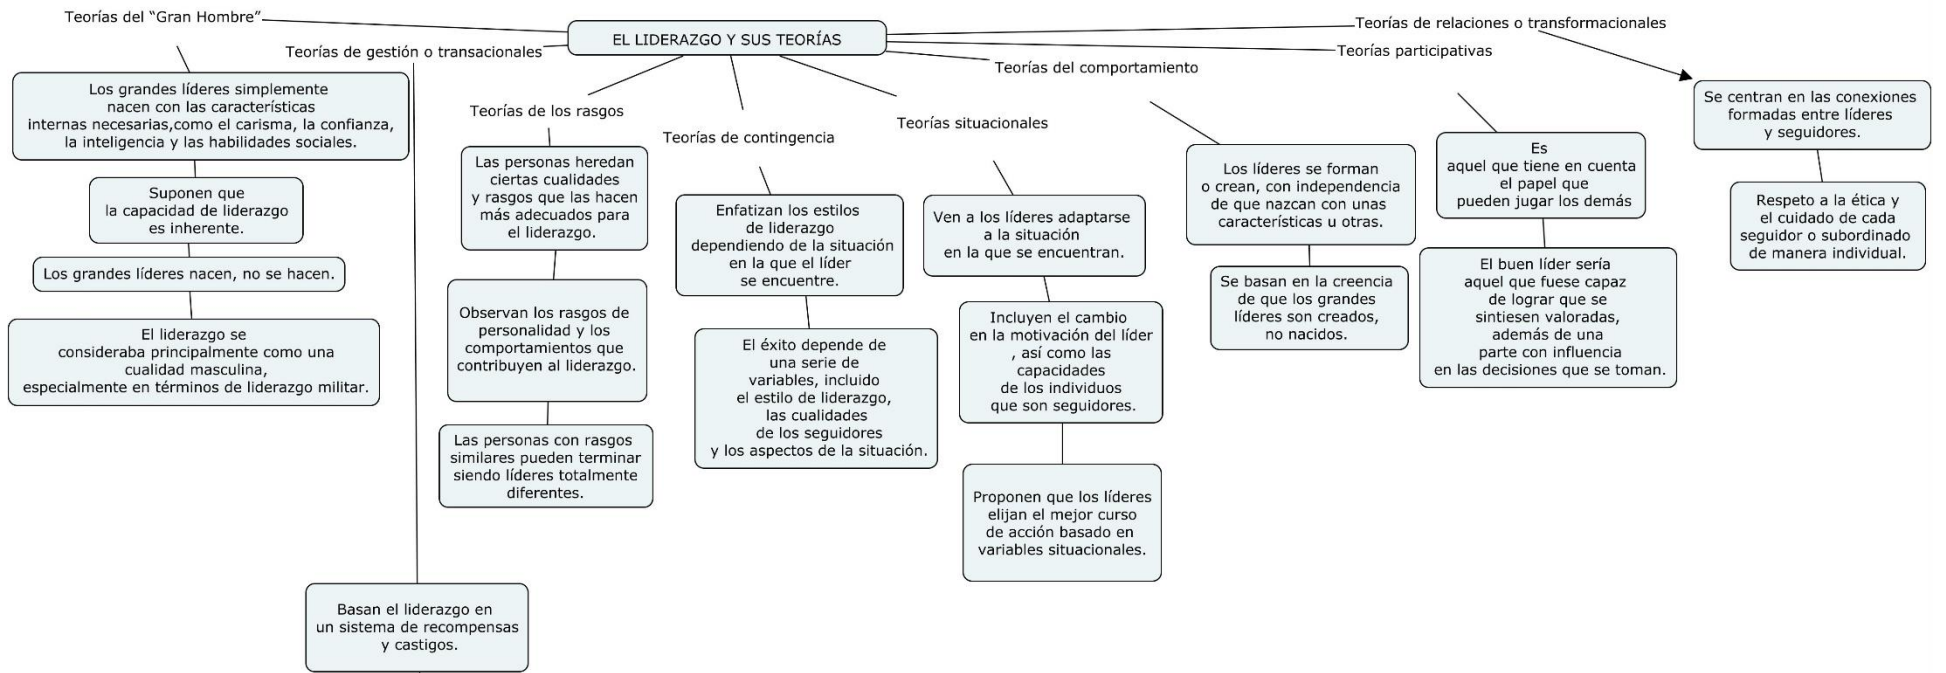 EL LIDERAZGO Y SUS TEORÍAS
Teorías del “Gran Hombre”
Los grandes líderes simplemente
nacen con las características
internas necesarias,como el carisma, la confianza,
la inteligencia y las habilidades sociales.
Suponen que
la capacidad de liderazgo
es inherente.
Los grandes líderes nacen, no se hacen.
El liderazgo se
consideraba principalmente como una
cualidad masculina,
especialmente en términos de liderazgo militar.
Teorías de gestión o transacionales
Basan el liderazgo en
un sistema de recompensas
y castigos.
Teorías de los rasgos
Las personas heredan
ciertas cualidades
y rasgos que las hacen
más adecuados para
el liderazgo.
Observan los rasgos de
personalidad y los
comportamientos que
contribuyen al liderazgo.
Las personas con rasgos
similares pueden terminar
siendo líderes totalmente
diferentes.
Teorías de contingencia
Enfatizan los estilos
de liderazgo
dependiendo de la situación
en la que el líder
se encuentre.
El éxito depende de
una serie de
variables, incluido
el estilo de liderazgo,
las cualidades
de los seguidores
y los aspectos de la situación.
Teorías situacionales
Ven a los líderes adaptarse
a la situación
en la que se encuentran.
Incluyen el cambio
en la motivación del líder
, así como las
capacidades
de los individuos
que son seguidores.
Proponen que los líderes
elijan el mejor curso
de acción basado en
variables situacionales.
Teorías del comportamiento
Los líderes se forman
o crean, con independencia
de que nazcan con unas
características u otras.
Se basan en la creencia
de que los grandes
líderes son creados,
no nacidos.
Teorías participativas
Es
aquel que tiene en cuenta
el papel que
pueden jugar los demás
El buen líder sería
aquel que fuese capaz
de lograr que se
sintiesen valoradas,
además de una
parte con influencia
en las decisiones que se toman.
Teorías de relaciones o transformacionales
Se centran en las conexiones
formadas entre líderes
y seguidores.
Respeto a la ética y
el cuidado de cada
seguidor o subordinado
de manera individual.